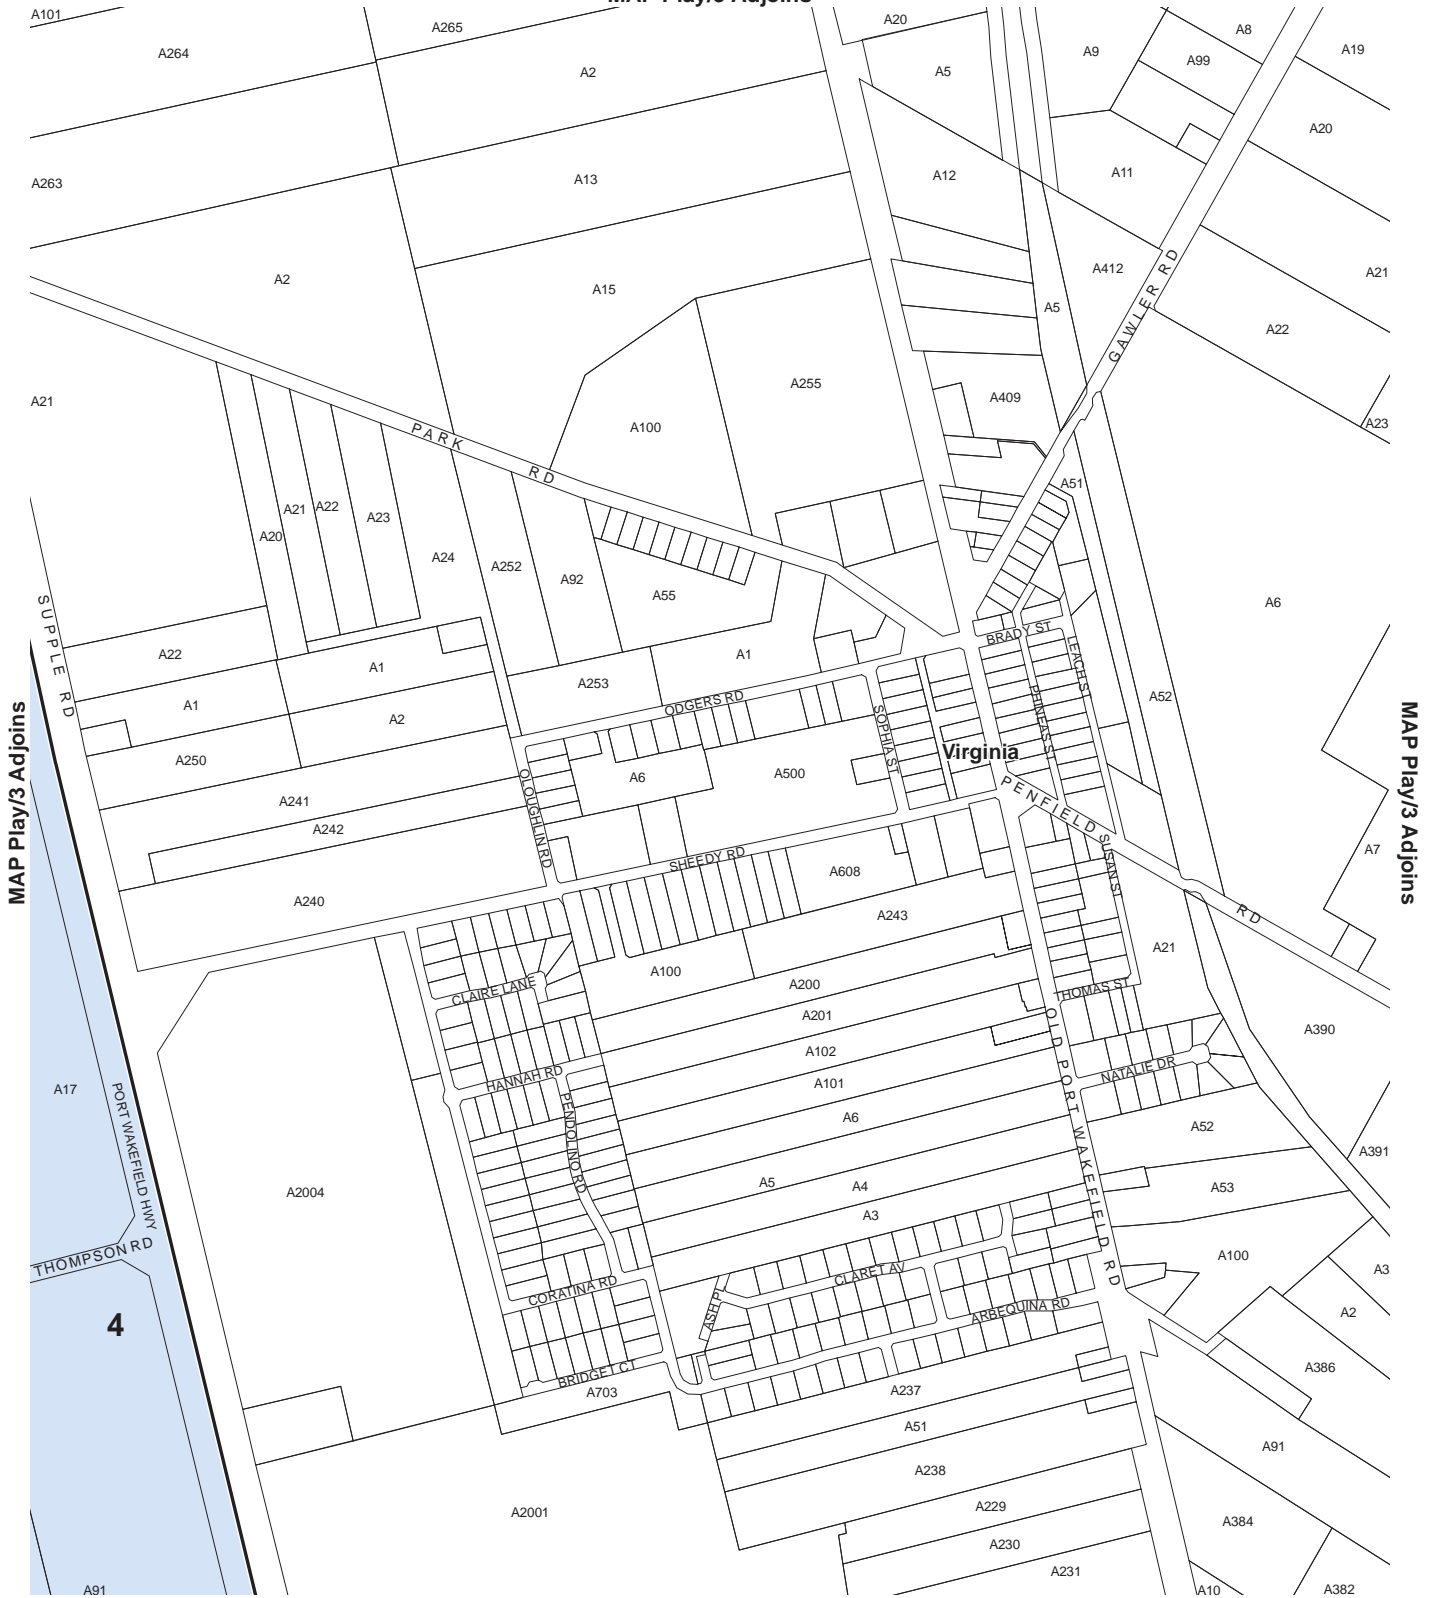 MAP Play/3 Adjoins
A101
A265
A264
A2
A20
A5
A9
A8
A99
A19
A20
A263
A13
A12
A11
A2
A15
A412
A5
GAWLER RD
A21
A22
A21
A100
A255
A409
A23
PARK RD
A20
A21
A22
A23
A24
A252
A92
A55
A51
A6
SUPPLE RD
A22
A1
A1
A2
A250
A253
A1
ODGERS RD
BRADY ST
LEACH S
PHINEAS ST
SOPHIA ST
A52
Virginia
MAP Play/3 Adjoins
MAP Play/3 Adjoins
A241
A242
A240
OLOUGHLIN RD
A6
A500
PENFIELD RD
SUSAN ST
A7
SHEEDY RD
A608
A243
A21
A100
A200
A201
A102
A101
A6
A5
A4
A3
CLAIRE LANE
THOMAS ST
OLD PORT WAKEFIELD RD
NATALIE DR
A390
HANNAH RD
PENDOLINO RD
A17
PORT WAKEFIELD HWY
A52
A391
A53
A2004
THOMPSON RD
A100
A3
A2
CLARET AV
CORATINA RD
ASH PL
ARBEQUINA RD
4
BRIDGET CT
A703
A386
A237
A51
A91
A238
A2001
A229
A384
A230
A231
A91
A10
A382